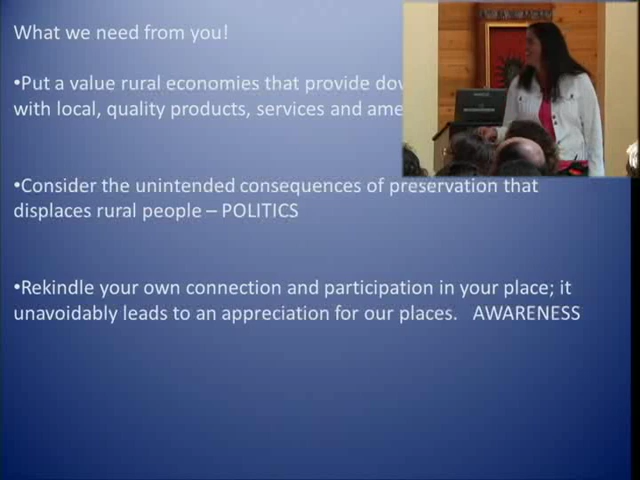 What we need from you!
•Put a value rural economies that provide
with local, quality products, services and
•Consider the unintended consequences of preservation that
displaces rural people – POLITICS
•Rekindle your own connection and participation in your place; it
unavoidably leads to an appreciation for our places. AWARENESS